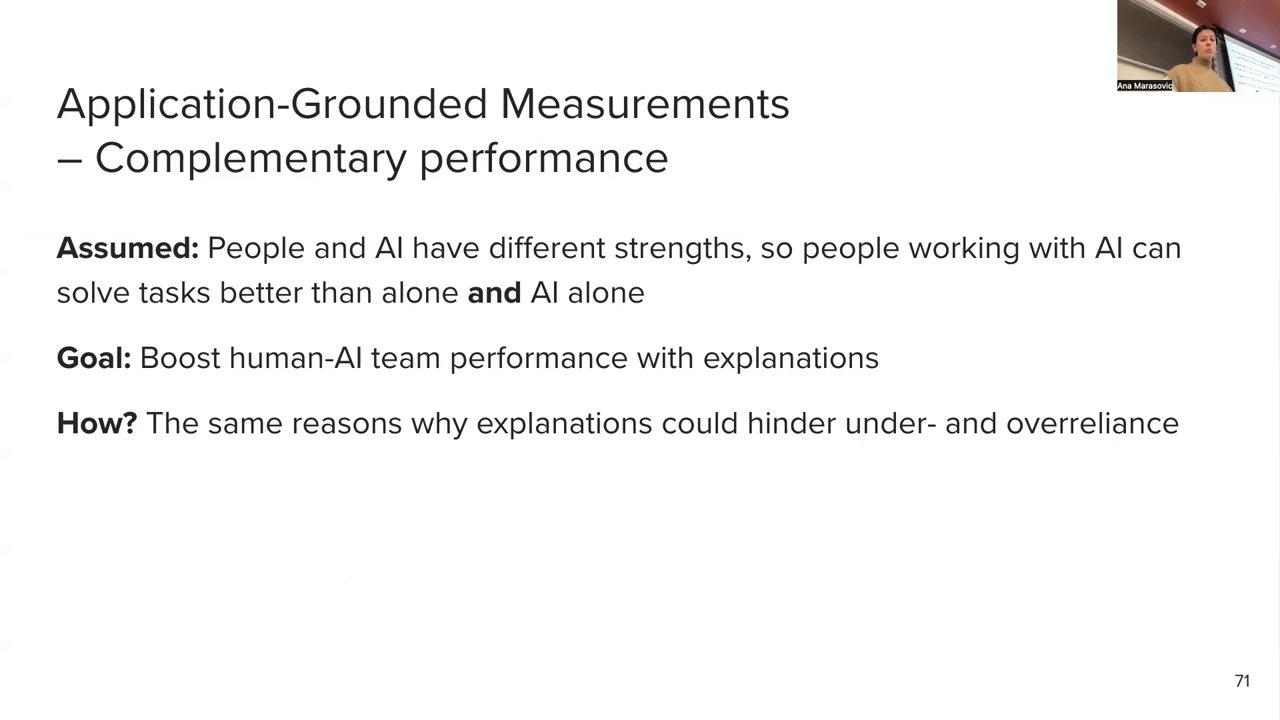 Ana Marasovic
Application-Grounded Measurements
– Complementary performance
Assumed: People and AI have different strengths, so people working with AI can
solve tasks better than alone and AI alone
Goal: Boost human-AI team performance with explanations
How? The same reasons why explanations could hinder under- and overreliance
71